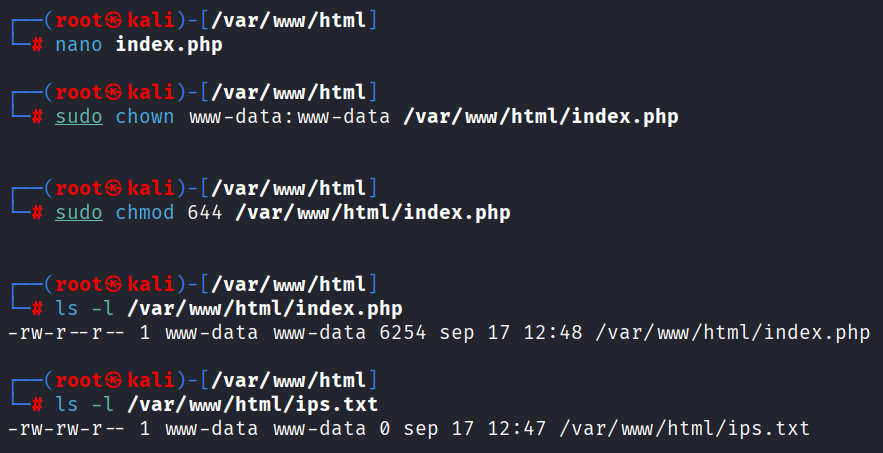 ┌──(root㉿kali)-[/var/www/html]
└─# nano index.php
┌──(root㉿kali)-[/var/www/html]
└─# sudo chown www-data:www-data /var/www/html/index.php
┌──(root㉿kali)-[/var/www/html]
└─# sudo chmod 644 /var/www/html/index.php
┌──(root㉿kali)-[/var/www/html]
└─# ls -l /var/www/html/index.php
-rw-r--r-- 1 www-data www-data 6254 sep 17 12:48 /var/www/html/index.php
┌──(root㉿kali)-[/var/www/html]
└─# ls -l /var/www/html/ips.txt
-rw-rw-r-- 1 www-data www-data 0 sep 17 12:47 /var/www/html/ips.txt